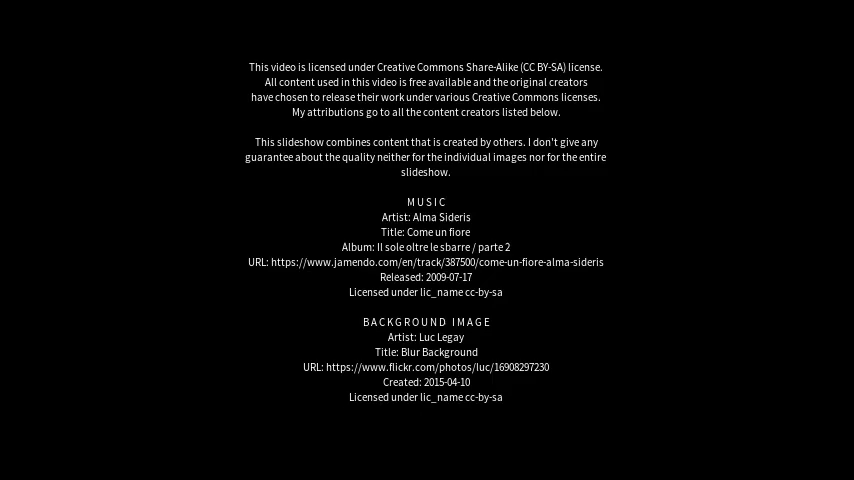 This video is licensed under Creative Commons Share-Alike (CC BY-SA) license.
All content used in this video is free available and the original creators
have chosen to release their work under various Creative Commons licenses.
My attributions go to all the content creators listed below.
This slideshow combines content that is created by others. I don't give any
guarantee about the quality neither for the individual images nor for the entire
slideshow.
MUSIC
Artist: Alma Sideris
Title: Come un fiore
Album: Il sole oltre le sbarre / parte 2
URL: https://www.jamendo.com/en/track/387500/come-un-fiore-alma-sideris
Released: 2009-07-17
Licensed under lic_name cc-by-sa
BACKGROUND IMAGE
Artist: Luc Legay
Title: Blur Background
URL: https://www.flickr.com/photos/luc/16908297230
Created: 2015-04-10
Licensed under lic_name cc-by-sa